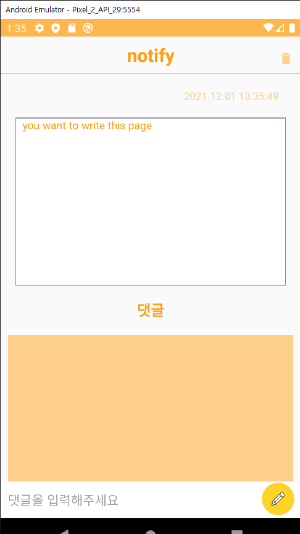 Android Emulator - Pixel_2_API_29:5554
1:35
notify
2021.12.01 13:35:49
you want to write this page
댓글
댓글을 입력해주세요